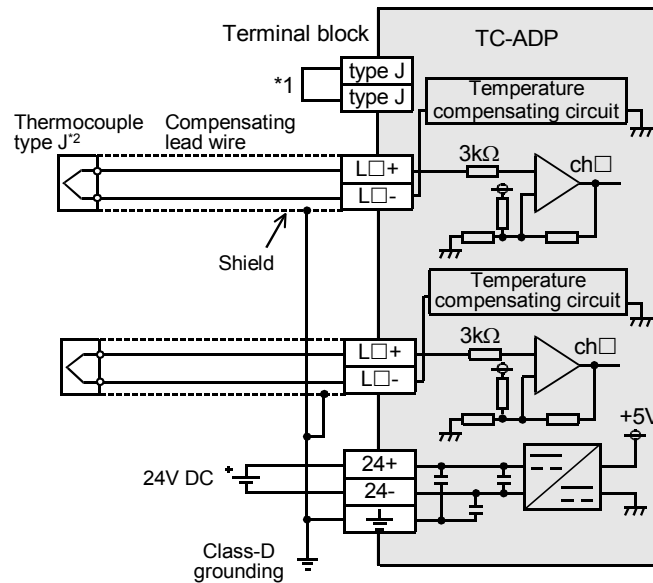 Terminal block
TC-ADP
*1
type J
type J
Temperature
compensating circuit
Thermocouple
type J*2
Compensating
lead wire
L□+
L□-
3kΩ
ch□
Shield
Temperature
compensating circuit
L□+
L□-
3kΩ
ch□
+5V
24V DC
+
24+
24-
Class-D
grounding